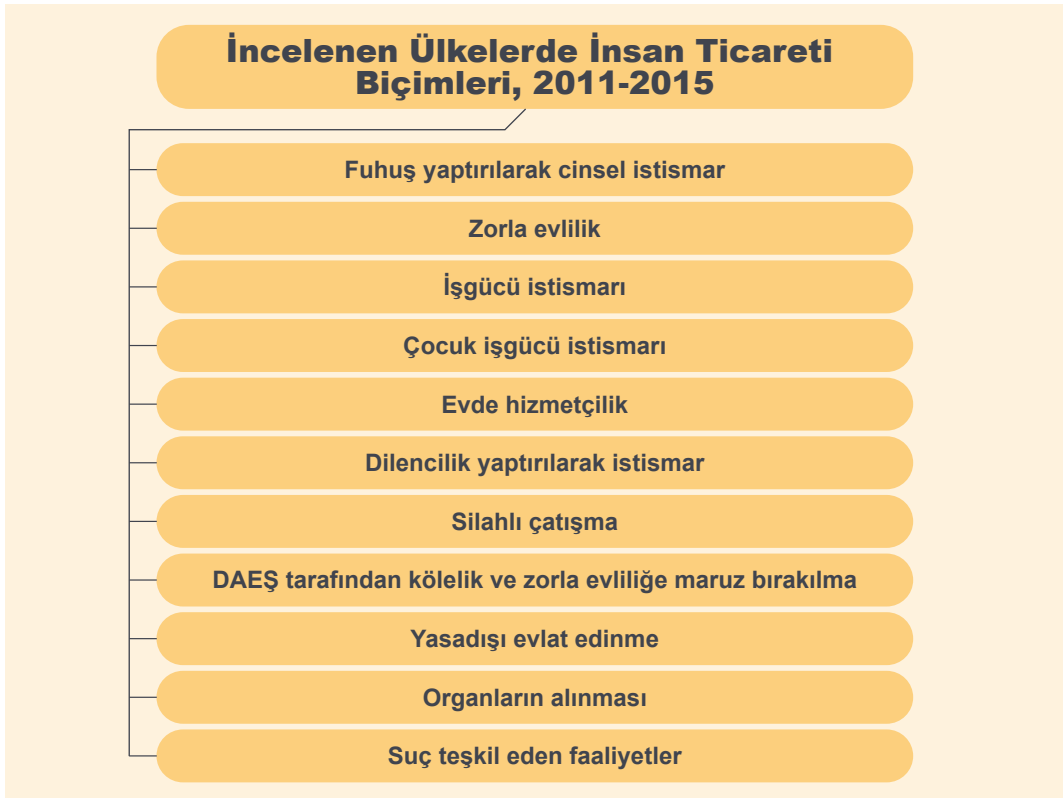 İncelenen Ülkelerde İnsan Ticareti
Biçimleri, 2011-2015
Fuhuş yaptırılarak cinsel istismar
Zorla evlilik
İşgücü istismarı
Çocuk işgücü istismarı
Evde hizmetçilik
Dilencilik yaptırılarak istismar
Silahlı çatışma
DAEŞ tarafından kölelik ve zorla evliliğe maruz bırakılma
Yasadışı evlat edinme
Organların alınması
Suç teşkil eden faaliyetler